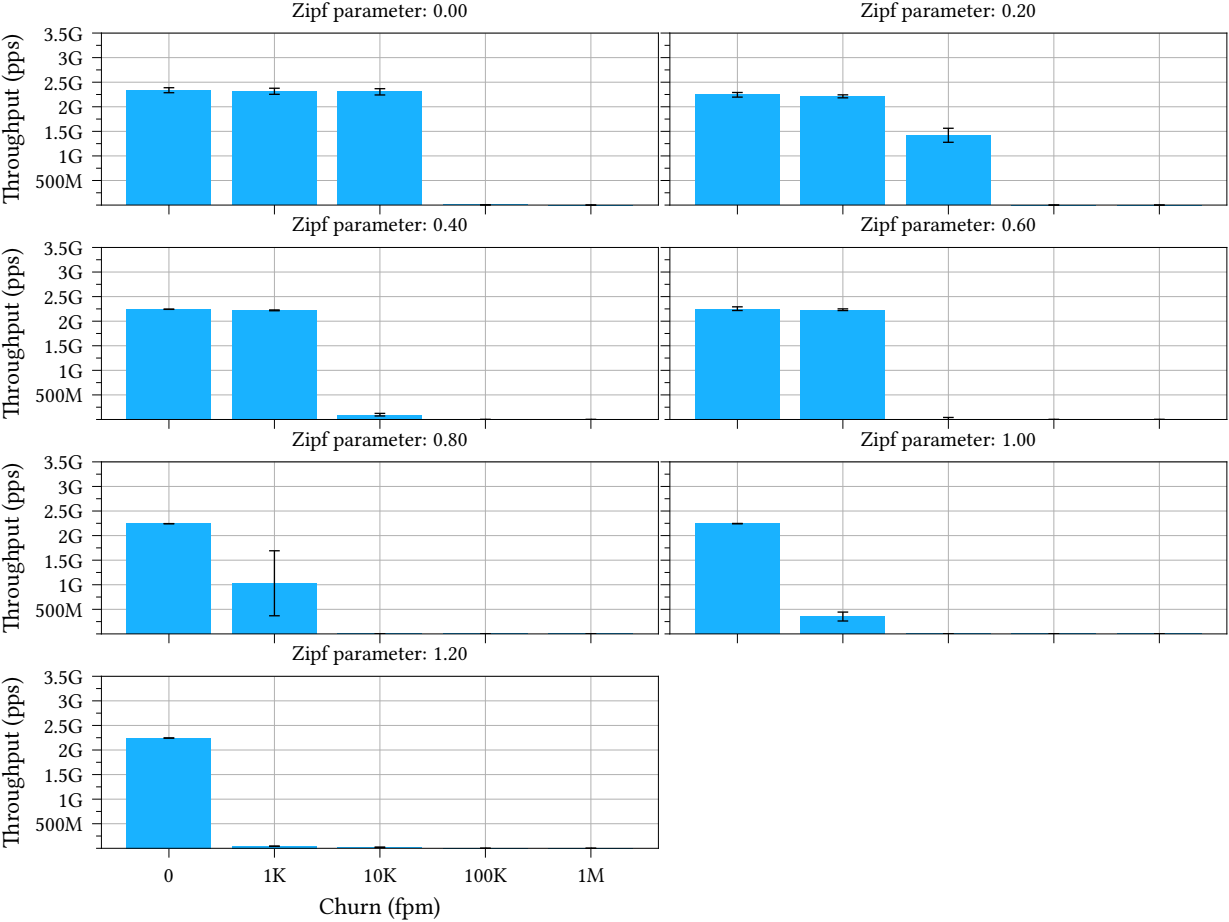 Zipf parameter: 0.00
Zipf parameter: 0.20
Throughput (pps)
3.5G
3G
2.5G
2G
1.5G
1G
500M
Zipf parameter: 0.40
Zipf parameter: 0.60
Throughput (pps)
3.5G
3G
2.5G
2G
1.5G
1G
500M
Zipf parameter: 0.80
Zipf parameter: 1.00
Throughput (pps)
3.5G
3G
2.5G
2G
1.5G
1G
500M
Zipf parameter: 1.20
Throughput (pps)
3.5G
3G
2.5G
2G
1.5G
1G
500M
0 1K 10K 100K 1M
Churn (fpm)